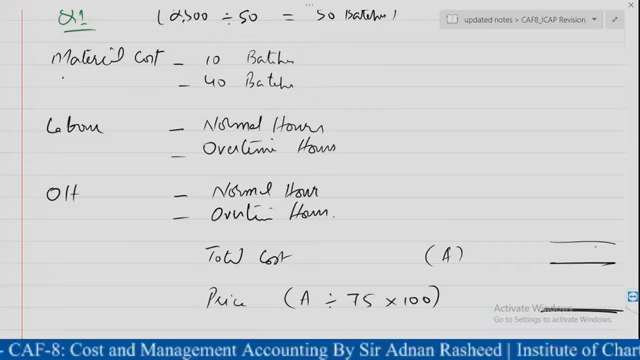 Q1 (2,500 ÷ 50 = 50 Batches)
updated notes > CAF8_ICAP Revision
Material Cost - 10 Batches
- 40 Batches
Labour - Normal Hours
- Overtime Hours
OH - Normal Hour
- Overtime Hours.
Total Cost (A)
Price (A ÷ 75 × 100)
Activate Windows
Go to Settings to activate Windows.
- CAF-8: Cost and Management Accounting By Sir Adnan Rasheed | Institute of Char